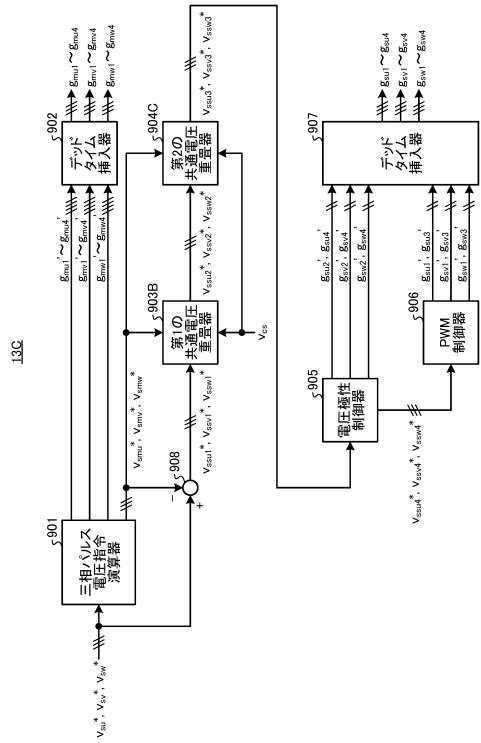 13C
v_su*, v_sv*, v_sw*
901
三相パルス
電圧指令
演算器
g_mu1'~g_mu4'
g_mv1'~g_mv4'
g_mw1'~g_mw4'
902
デッド
タイム
挿入器
g_mu1~g_mu4
g_mv1~g_mv4
g_mw1~g_mw4
v_smu*, v_smv*, v_smw*
908
-
+
v_ssu1*, v_ssv1*, v_ssw1*
903B
第1の
共通電圧
重畳器
v_cs
v_ssu2*, v_ssv2*, v_ssw2*
904C
第2の
共通電圧
重畳器
v_ssu3*, v_ssv3*, v_ssw3*
905
電圧極性
制御器
v_ssu4*, v_ssv4*, v_ssw4*
g_su2', g_su4'
g_sv2', g_sv4'
g_sw2', g_sw4'
906
PWM
制御器
g_su1', g_su3'
g_sv1', g_sv3'
g_sw1', g_sw3'
907
デッド
タイム
挿入器
g_su1~g_su4
g_sv1~g_sv4
g_sw1~g_sw4